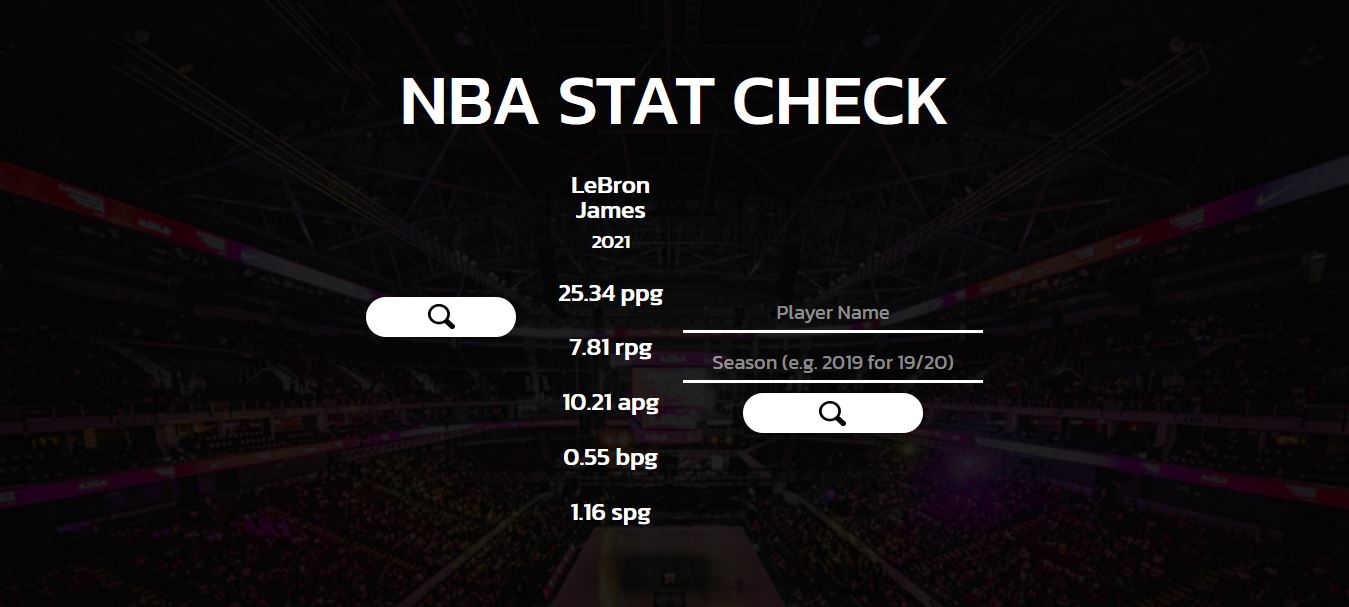 NBA STAT CHECK
LeBron
James
2021
25.34 ppg
7.81 rpg
10.21 apg
0.55 bpg
1.16 spg
Player Name
Season (e.g. 2019 for 19/20)